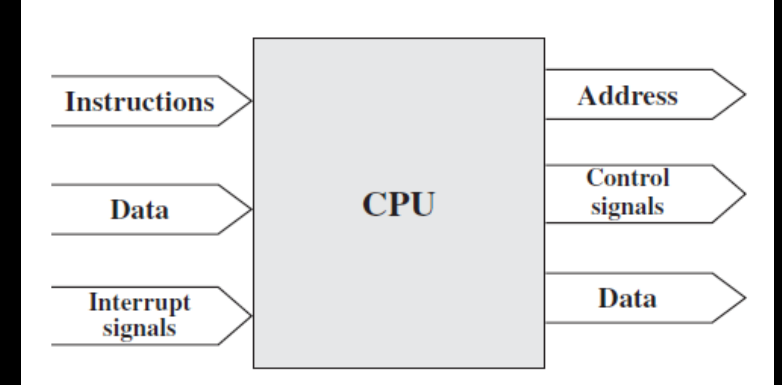 Instructions
Data
Interrupt
signals
CPU
Address
Control
signals
Data